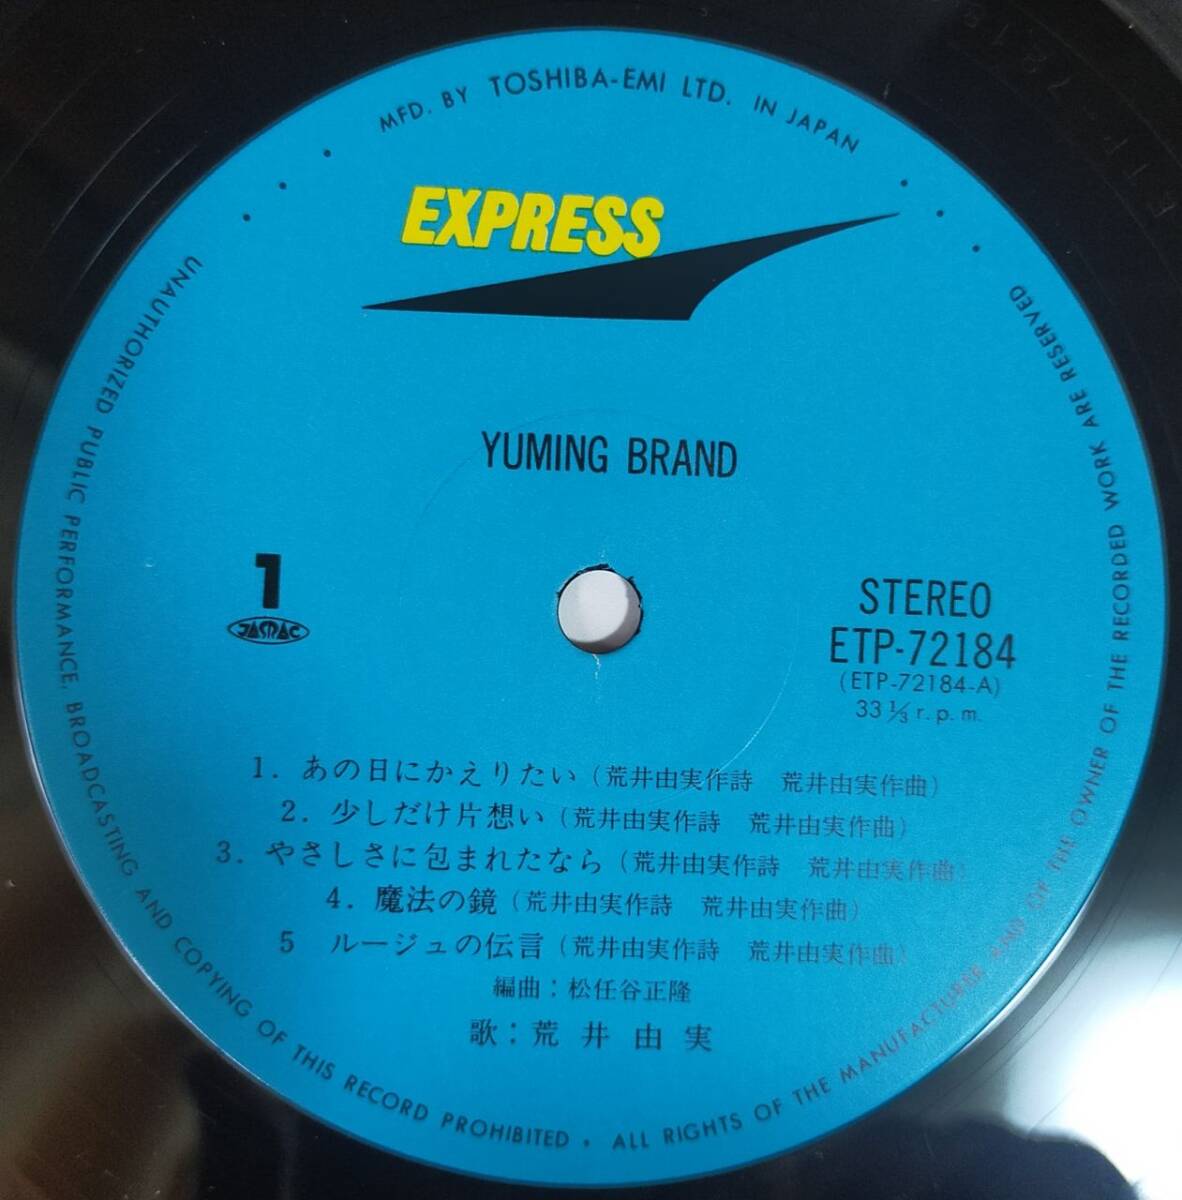 MFD. BY TOSHIBA-EMI LTD. IN JAPAN
EXPRESS
YUMING BRAND
1
JASRAC
STEREO
ETP-72184
(ETP-72184-A)
33 1/3 r.p.m.
1. あの日にかえりたい (荒井由実作詩 荒井由実作曲)
2. 少しだけ片想い (荒井由実作詩 荒井由実作曲)
3. やさしさに包まれたなら (荒井由実作詩 荒井由実作曲)
4. 魔法の鏡 (荒井由実作詩 荒井由実作曲)
5 ルージュの伝言 (荒井由実作詩 荒井由実作曲)
編曲：松任谷正隆
歌：荒井由実
UNAUTHORIZED PUBLIC PERFORMANCE, BROADCASTING AND COPYING OF THIS RECORD PROHIBITED. ALL RIGHTS OF THE MANUFACTURER AND OF THE OWNER OF THE RECORDED WORK ARE RESERVED